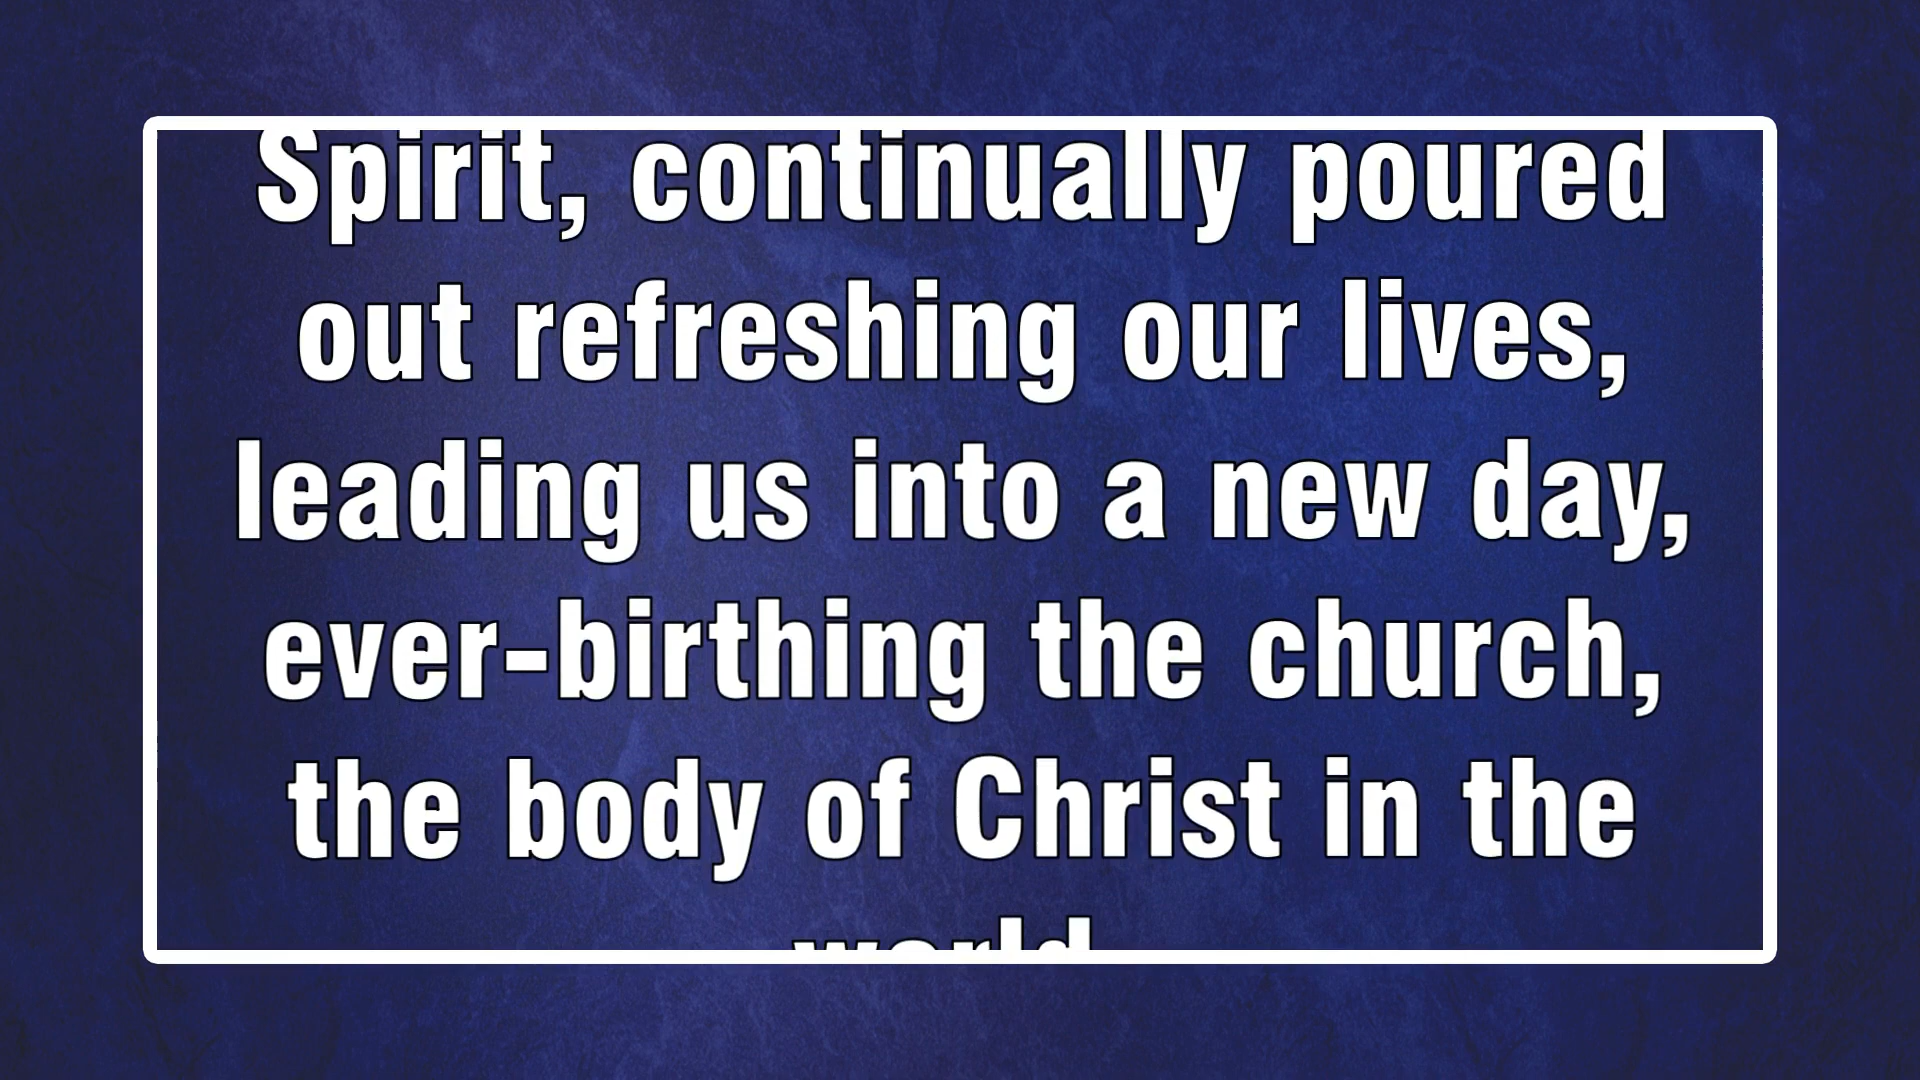 Spirit, continually poured
out refreshing our lives,
leading us into a new day,
ever-birthing the church,
the body of Christ in the
world